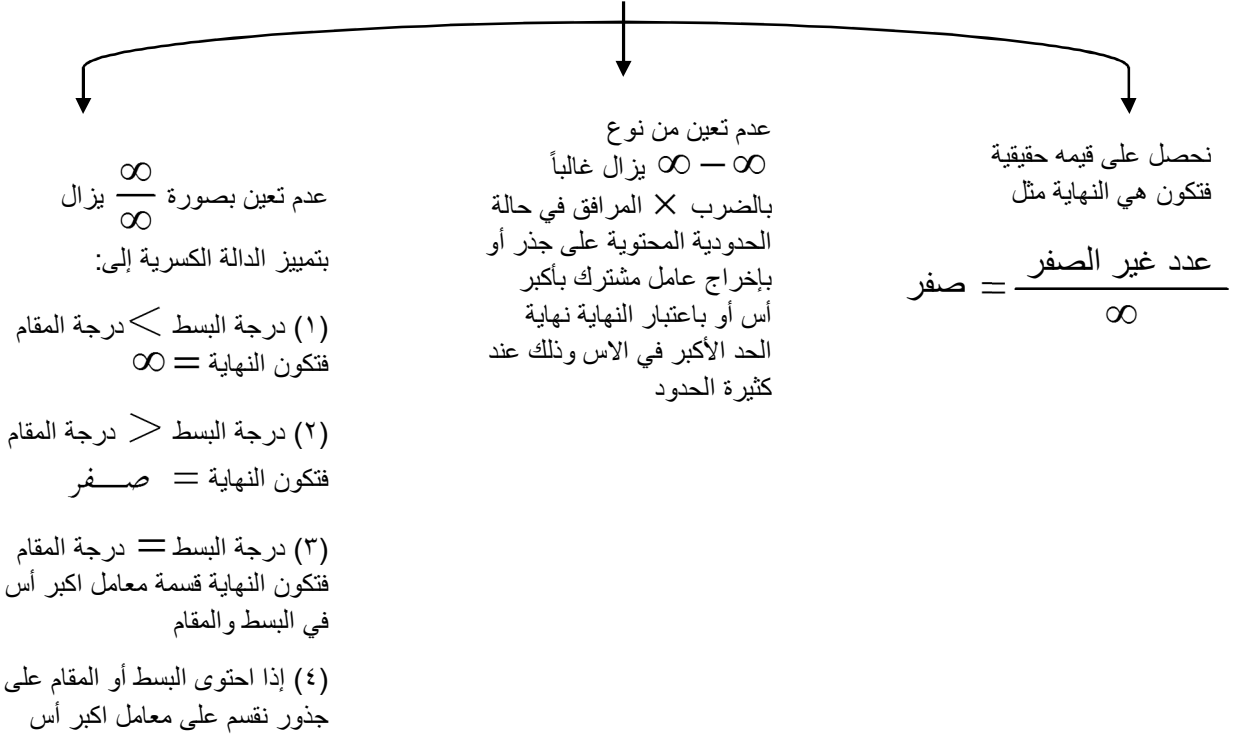 نحصل على قيمه حقيقية
فتكون هي النهاية مثل
عدد غير الصفر / ∞ = صفر
عدم تعين من نوع
∞ − ∞ يزال غالباً
بالضرب × المرافق في حالة
الحدودية المحتوية على جذر أو
بإخراج عامل مشترك بأكبر
أس أو باعتبار النهاية نهاية
الحد الأكبر في الاس وذلك عند
كثيرة الحدود
عدم تعين بصورة ∞/∞ يزال
بتمييز الدالة الكسرية إلى:
(١) درجة البسط > درجة المقام
فتكون النهاية = ∞
(٢) درجة البسط < درجة المقام
فتكون النهاية = صفر
(٣) درجة البسط = درجة المقام
فتكون النهاية قسمة معامل اكبر أس
في البسط والمقام
(٤) إذا احتوى البسط أو المقام على
جذور نقسم على معامل اكبر أس